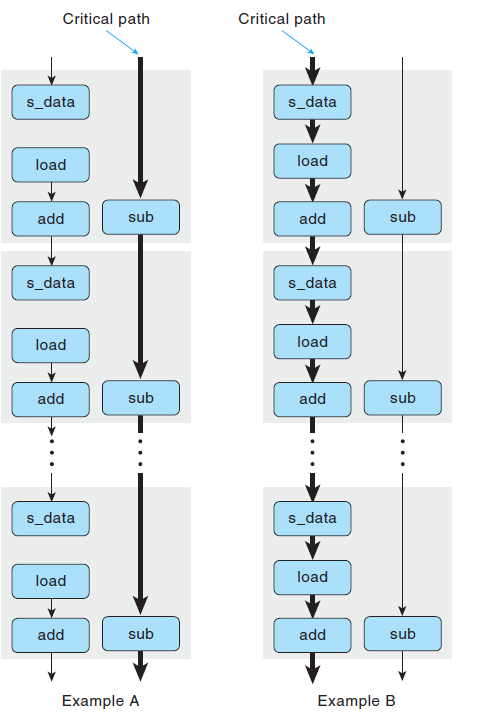 Critical path
Critical path
s_data
s_data
load
load
add
sub
add
sub
s_data
s_data
load
load
add
sub
add
sub
s_data
s_data
load
load
add
sub
add
sub
Example A
Example B